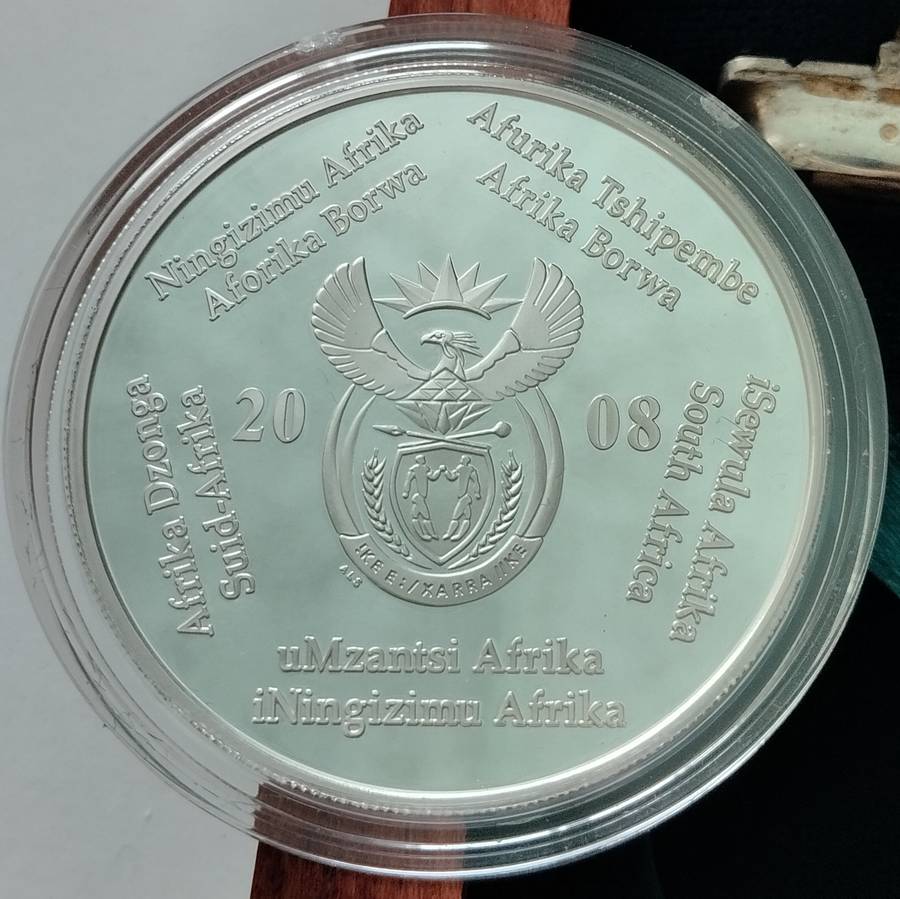 Ningizimu Afrika
Aforika Borwa
Afurika Tshipembe
Afrika Borwa
iSewula Afrika
South Africa
uMzantsi Afrika
iNingizimu Afrika
Afrika Dzonga
Suid-Afrika
20 08
!KE E: /XARRA //KE
ALS